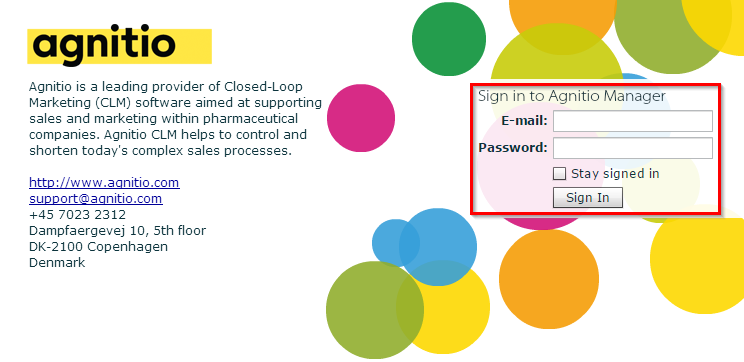 agnitio
Agnitio is a leading provider of Closed-Loop
Marketing (CLM) software aimed at supporting
sales and marketing within pharmaceutical
companies. Agnitio CLM helps to control and
shorten today's complex sales processes.
http://www.agnitio.com
support@agnitio.com
+45 7023 2312
Dampfaergevej 10, 5th floor
DK-2100 Copenhagen
Denmark
Sign in to Agnitio Manager
E-mail:
Password:
Stay signed in
Sign In